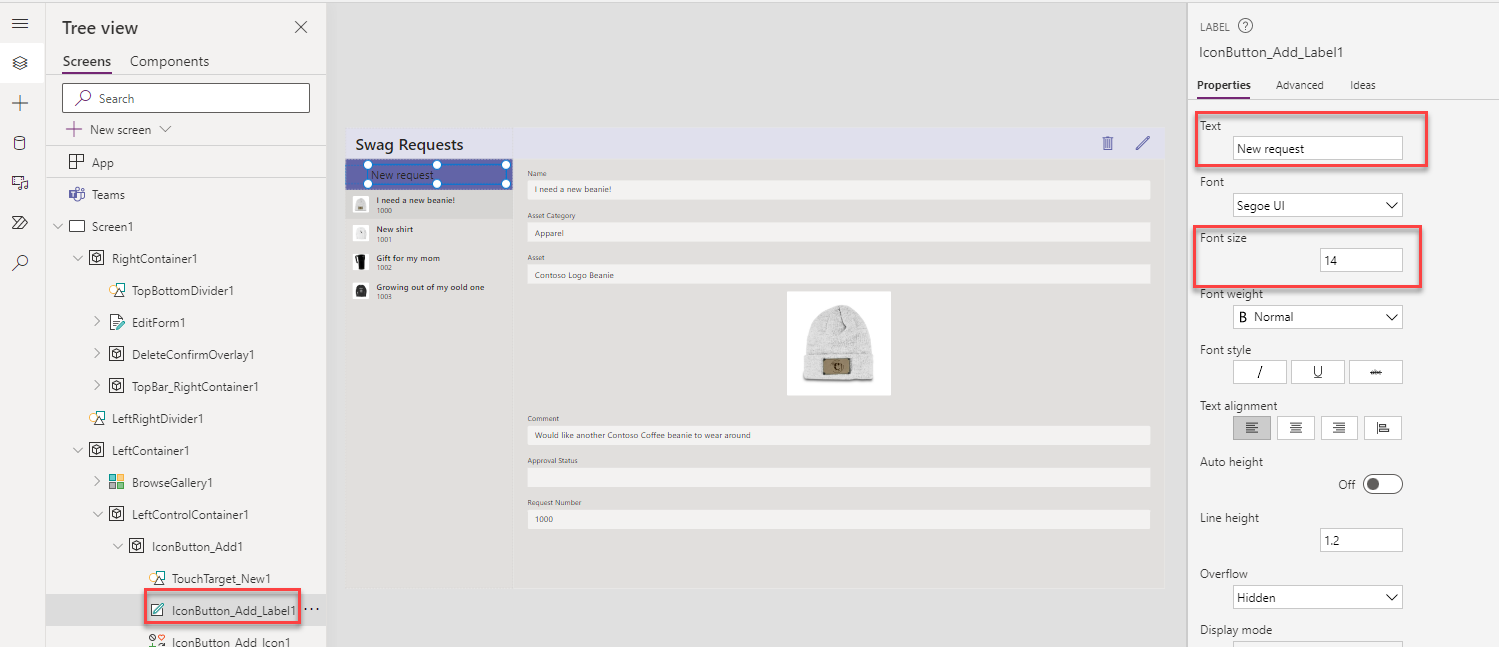 Tree view
Screens
Components
Search
New screen
App
Teams
Screen1
RightContainer1
TopBottomDivider1
EditForm1
DeleteConfirmOverlay1
TopBar_RightContainer1
LeftRightDivider1
LeftContainer1
BrowseGallery1
LeftControlContainer1
IconButton_Add1
TouchTarget_New1
IconButton_Add_Label1
IconButton_Add_Icon1
Swag Requests
New request
I need a new beanie!
1000
New shirt
1001
Gift for my mom
1002
Growing out of my oold one
1003
Name
I need a new beanie!
Asset Category
Apparel
Asset
Contoso Logo Beanie
Comment
Would like another Contoso Coffee beanie to wear around
Approval Status
Request Number
1000
LABEL
IconButton_Add_Label1
Properties
Advanced
Ideas
Text
New request
Font
Segoe UI
Font size
14
Font weight
B Normal
Font style
/ U abc
Text alignment
Auto height
Off
Line height
1.2
Overflow
Hidden
Display mode